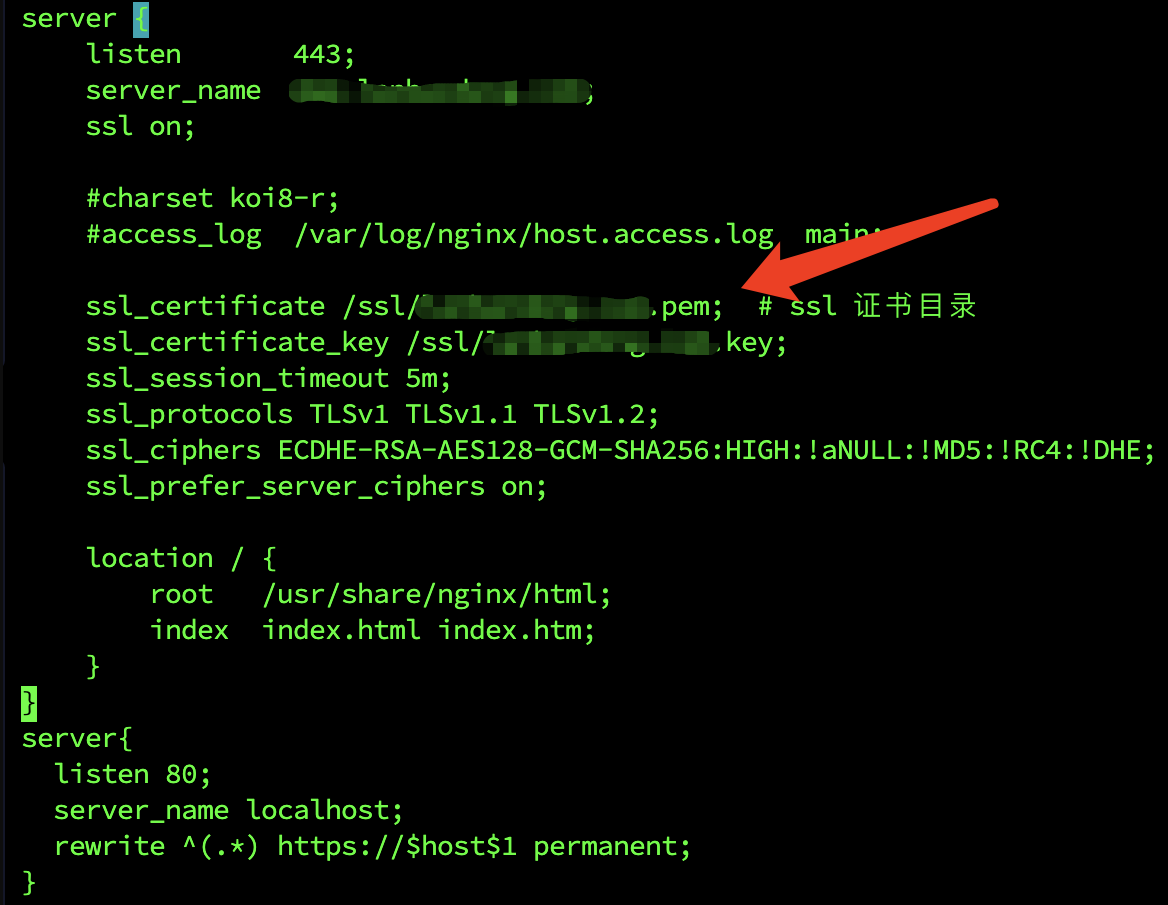 server {
    listen       443;
    server_name  ;
    ssl on;
    #charset koi8-r;
    #access_log  /var/log/nginx/host.access.log  main;
    ssl_certificate /ssl/.pem;  # ssl 证书目录
    ssl_certificate_key /ssl/.key;
    ssl_session_timeout 5m;
    ssl_protocols TLSv1 TLSv1.1 TLSv1.2;
    ssl_ciphers ECDHE-RSA-AES128-GCM-SHA256:HIGH:!aNULL:!MD5:!RC4:!DHE;
    ssl_prefer_server_ciphers on;
    location / {
        root   /usr/share/nginx/html;
        index  index.html index.htm;
    }
}
server{
  listen 80;
  server_name localhost;
  rewrite ^(.*) https://$host$1 permanent;
}